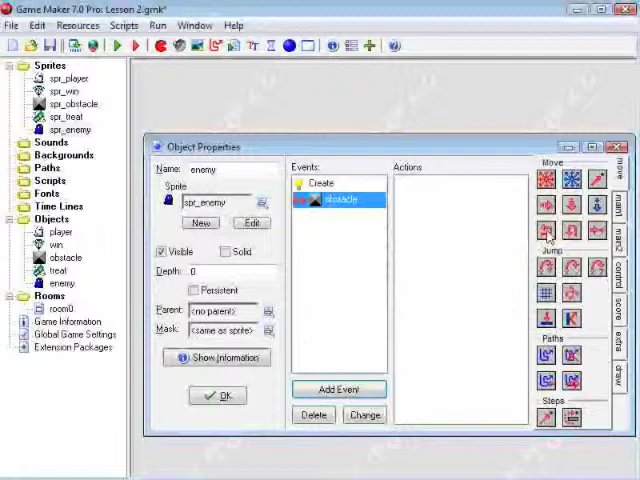 Game Maker 7.0 Pro: Lesson 2.gmk*
File Edit Resources Scripts Run Window Help
Sprites
spr_player
spr_win
spr_obstacle
spr_treat
spr_enemy
Sounds
Backgrounds
Paths
Scripts
Fonts
Time Lines
Objects
player
win
obstacle
treat
enemy
Rooms
room0
Game Information
Global Game Settings
Extension Packages
Object Properties
Name: enemy
Sprite
spr_enemy
New Edit
Visible Solid
Depth: 0
Persistent
Parent: <no parent>
Mask: <same as sprite>
Show Information
OK
Events:
Create
obstacle
Add Event
Delete Change
Actions
Move
Jump
Paths
Steps
move
main1
main2
control
score
extra
draw